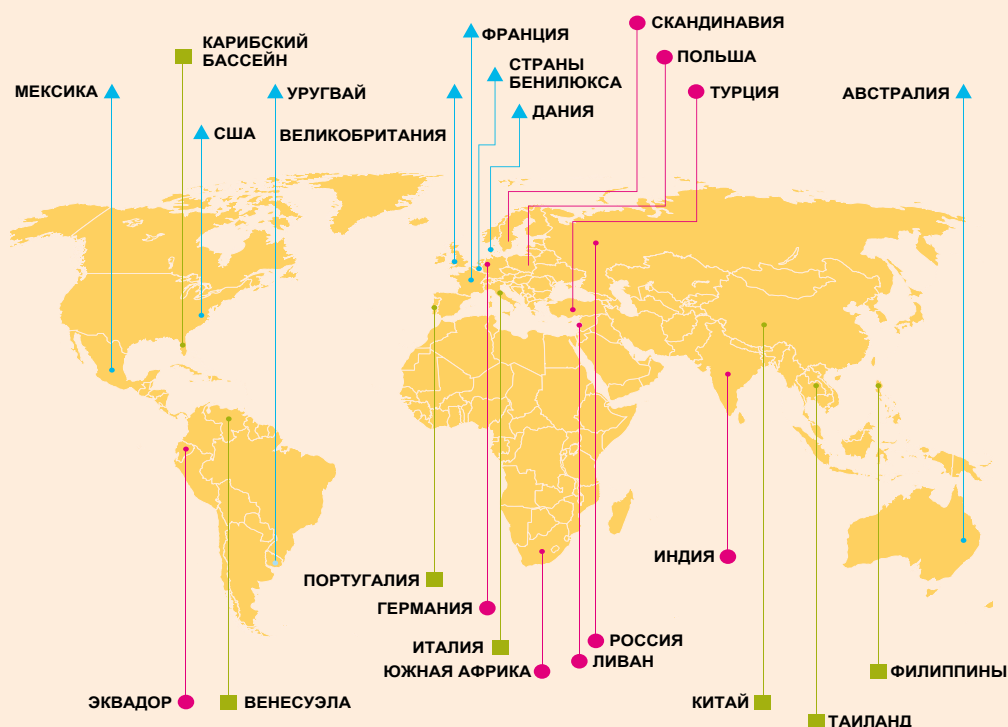 СКАНДИНАВИЯ
ФРАНЦИЯ
КАРИБСКИЙ
БАССЕЙН
ПОЛЬША
СТРАНЫ
БЕНИЛЮКСА
МЕКСИКА
УРУГВАЙ
ТУРЦИЯ
АВСТРАЛИЯ
ДАНИЯ
США
ВЕЛИКОБРИТАНИЯ
ИНДИЯ
ПОРТУГАЛИЯ
ГЕРМАНИЯ
РОССИЯ
ИТАЛИЯ
ЛИВАН
ЮЖНАЯ АФРИКА
ФИЛИППИНЫ
ЭКВАДОР
ВЕНЕСУЭЛА
КИТАЙ
ТАИЛАНД